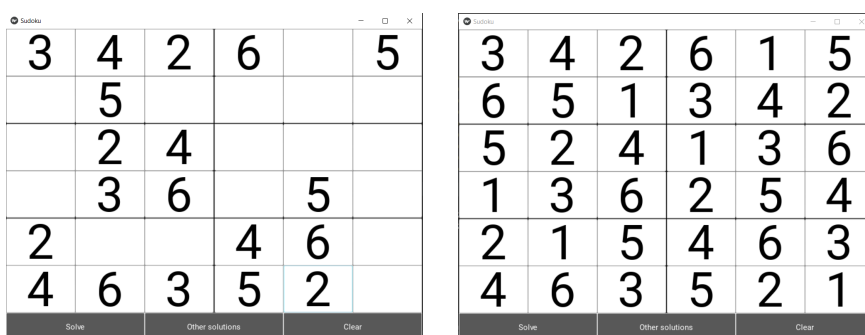 Sudoku
3 4 2 6 5
5
2 4
3 6 5
2 4 6
4 6 3 5 2
Solve Other solutions Clear
Sudoku
3 4 2 6 1 5
6 5 1 3 4 2
5 2 4 1 3 6
1 3 6 2 5 4
2 1 5 4 6 3
4 6 3 5 2 1
Solve Other solutions Clear